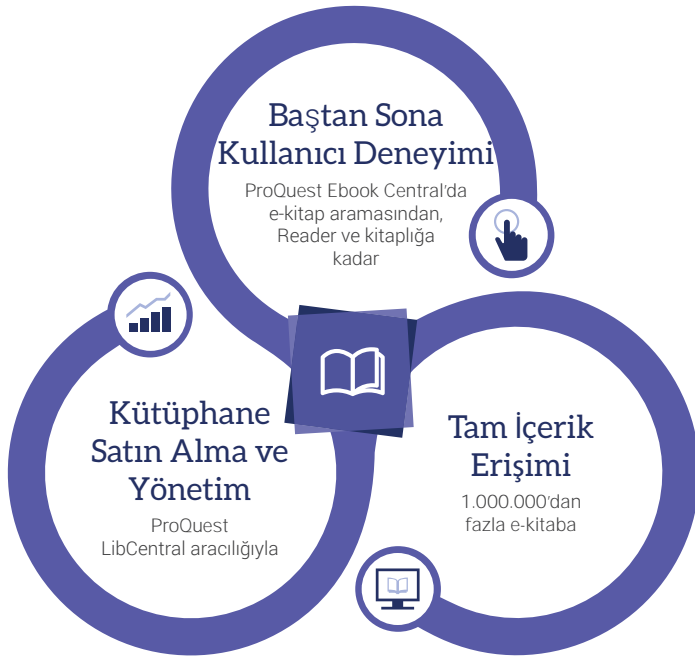 Baştan Sona
Kullanıcı Deneyimi
ProQuest Ebook Central'da
e-kitap aramasından,
Reader ve kitaplığa
kadar
Kütüphane
Satın Alma ve
Yönetim
ProQuest
LibCentral aracılığıyla
Tam İçerik
Erişimi
1.000.000'dan
fazla e-kitaba